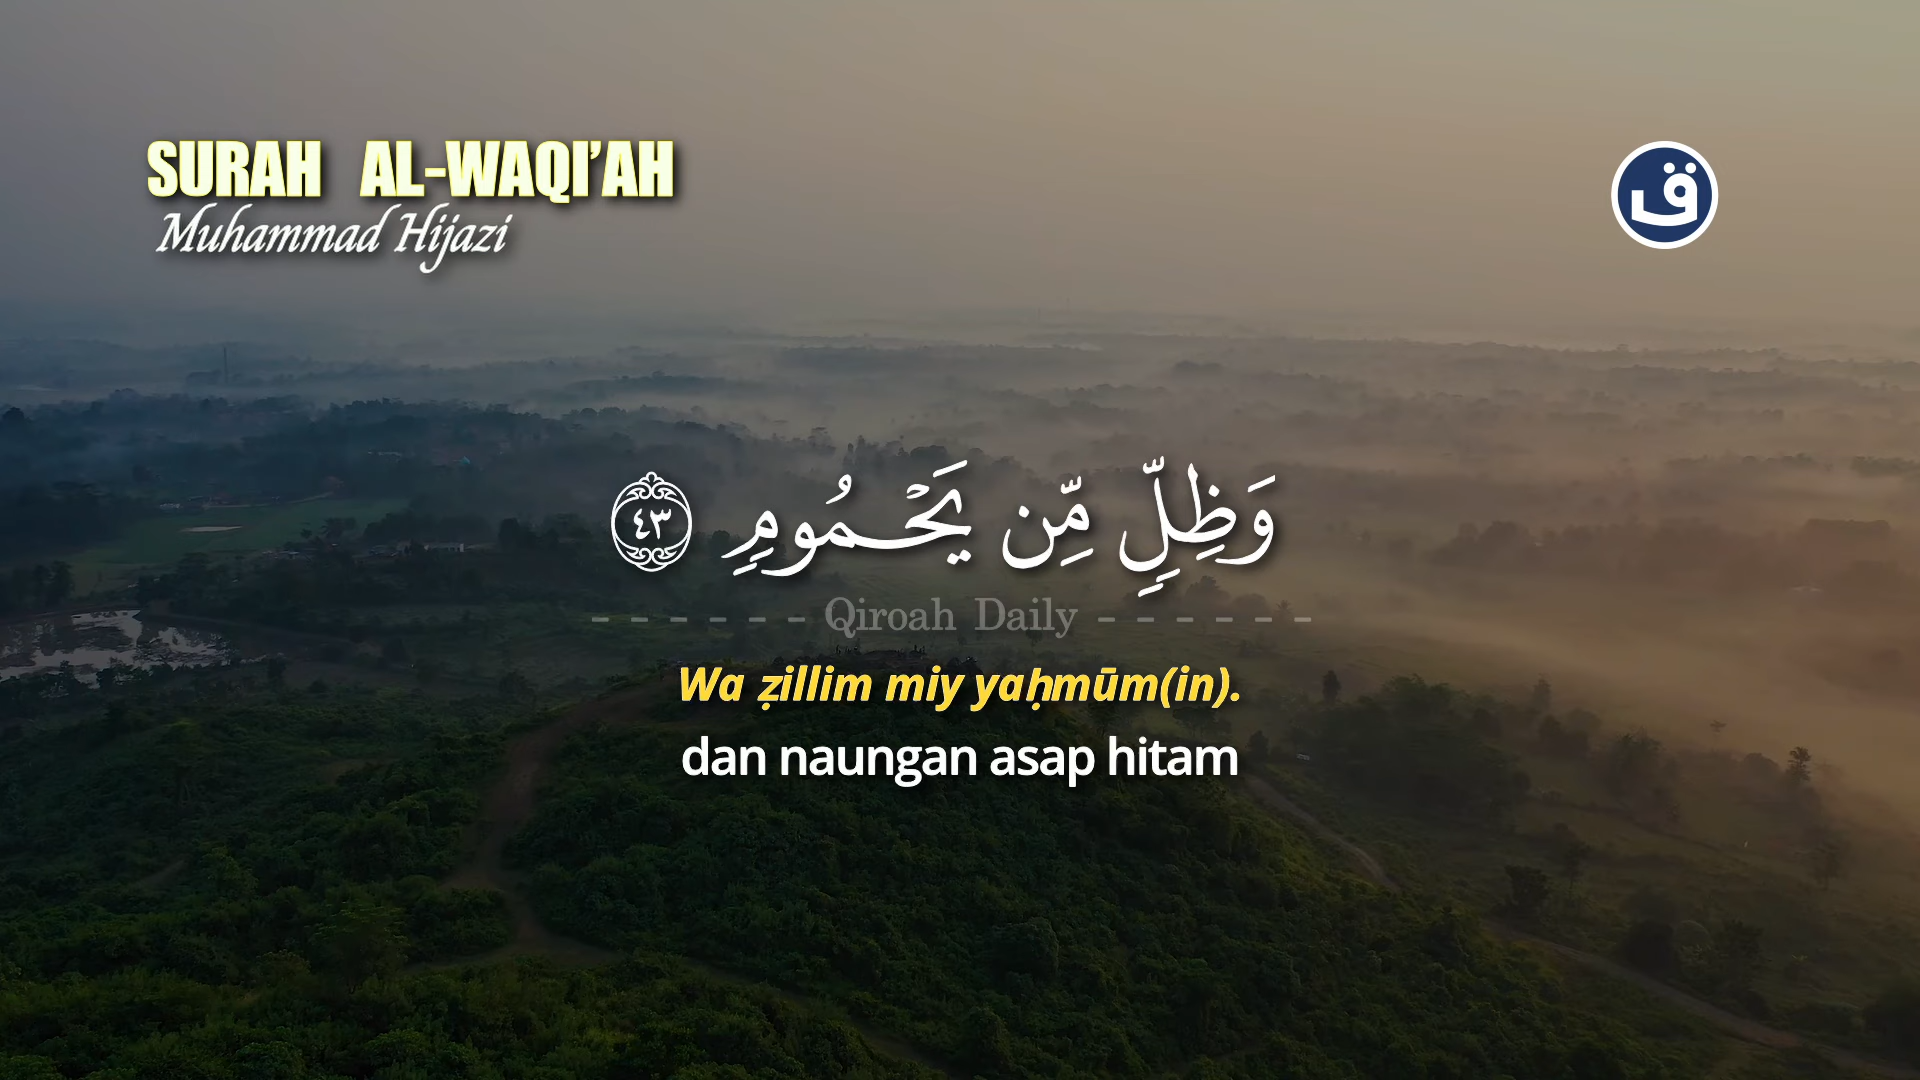 SURAH AL-WAQI’AH
Muhammad Hijazi
ق
وَظِلٍّ مِّن يَحْمُومٍ ٤٣
- - - - - - - Qiroah Daily - - - - - - -
Wa ẓillim miy yaḥmūm(in).
dan naungan asap hitam